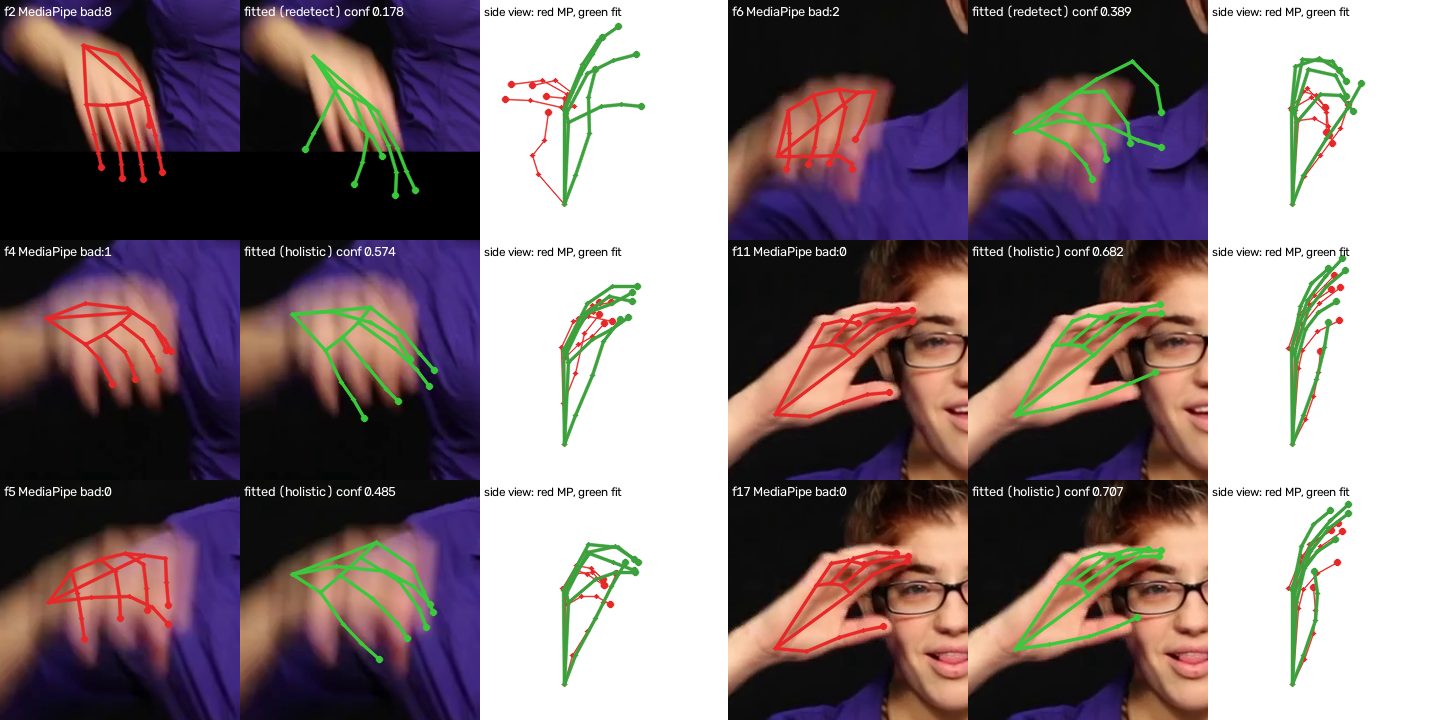 f2 MediaPipe bad:8
fitted (redetect) conf 0.178
side view: red MP, green fit
f6 MediaPipe bad:2
fitted (redetect) conf 0.389
side view: red MP, green fit
f4 MediaPipe bad:1
fitted (holistic) conf 0.574
side view: red MP, green fit
f11 MediaPipe bad:0
fitted (holistic) conf 0.682
side view: red MP, green fit
f5 MediaPipe bad:0
fitted (holistic) conf 0.485
side view: red MP, green fit
f17 MediaPipe bad:0
fitted (holistic) conf 0.707
side view: red MP, green fit